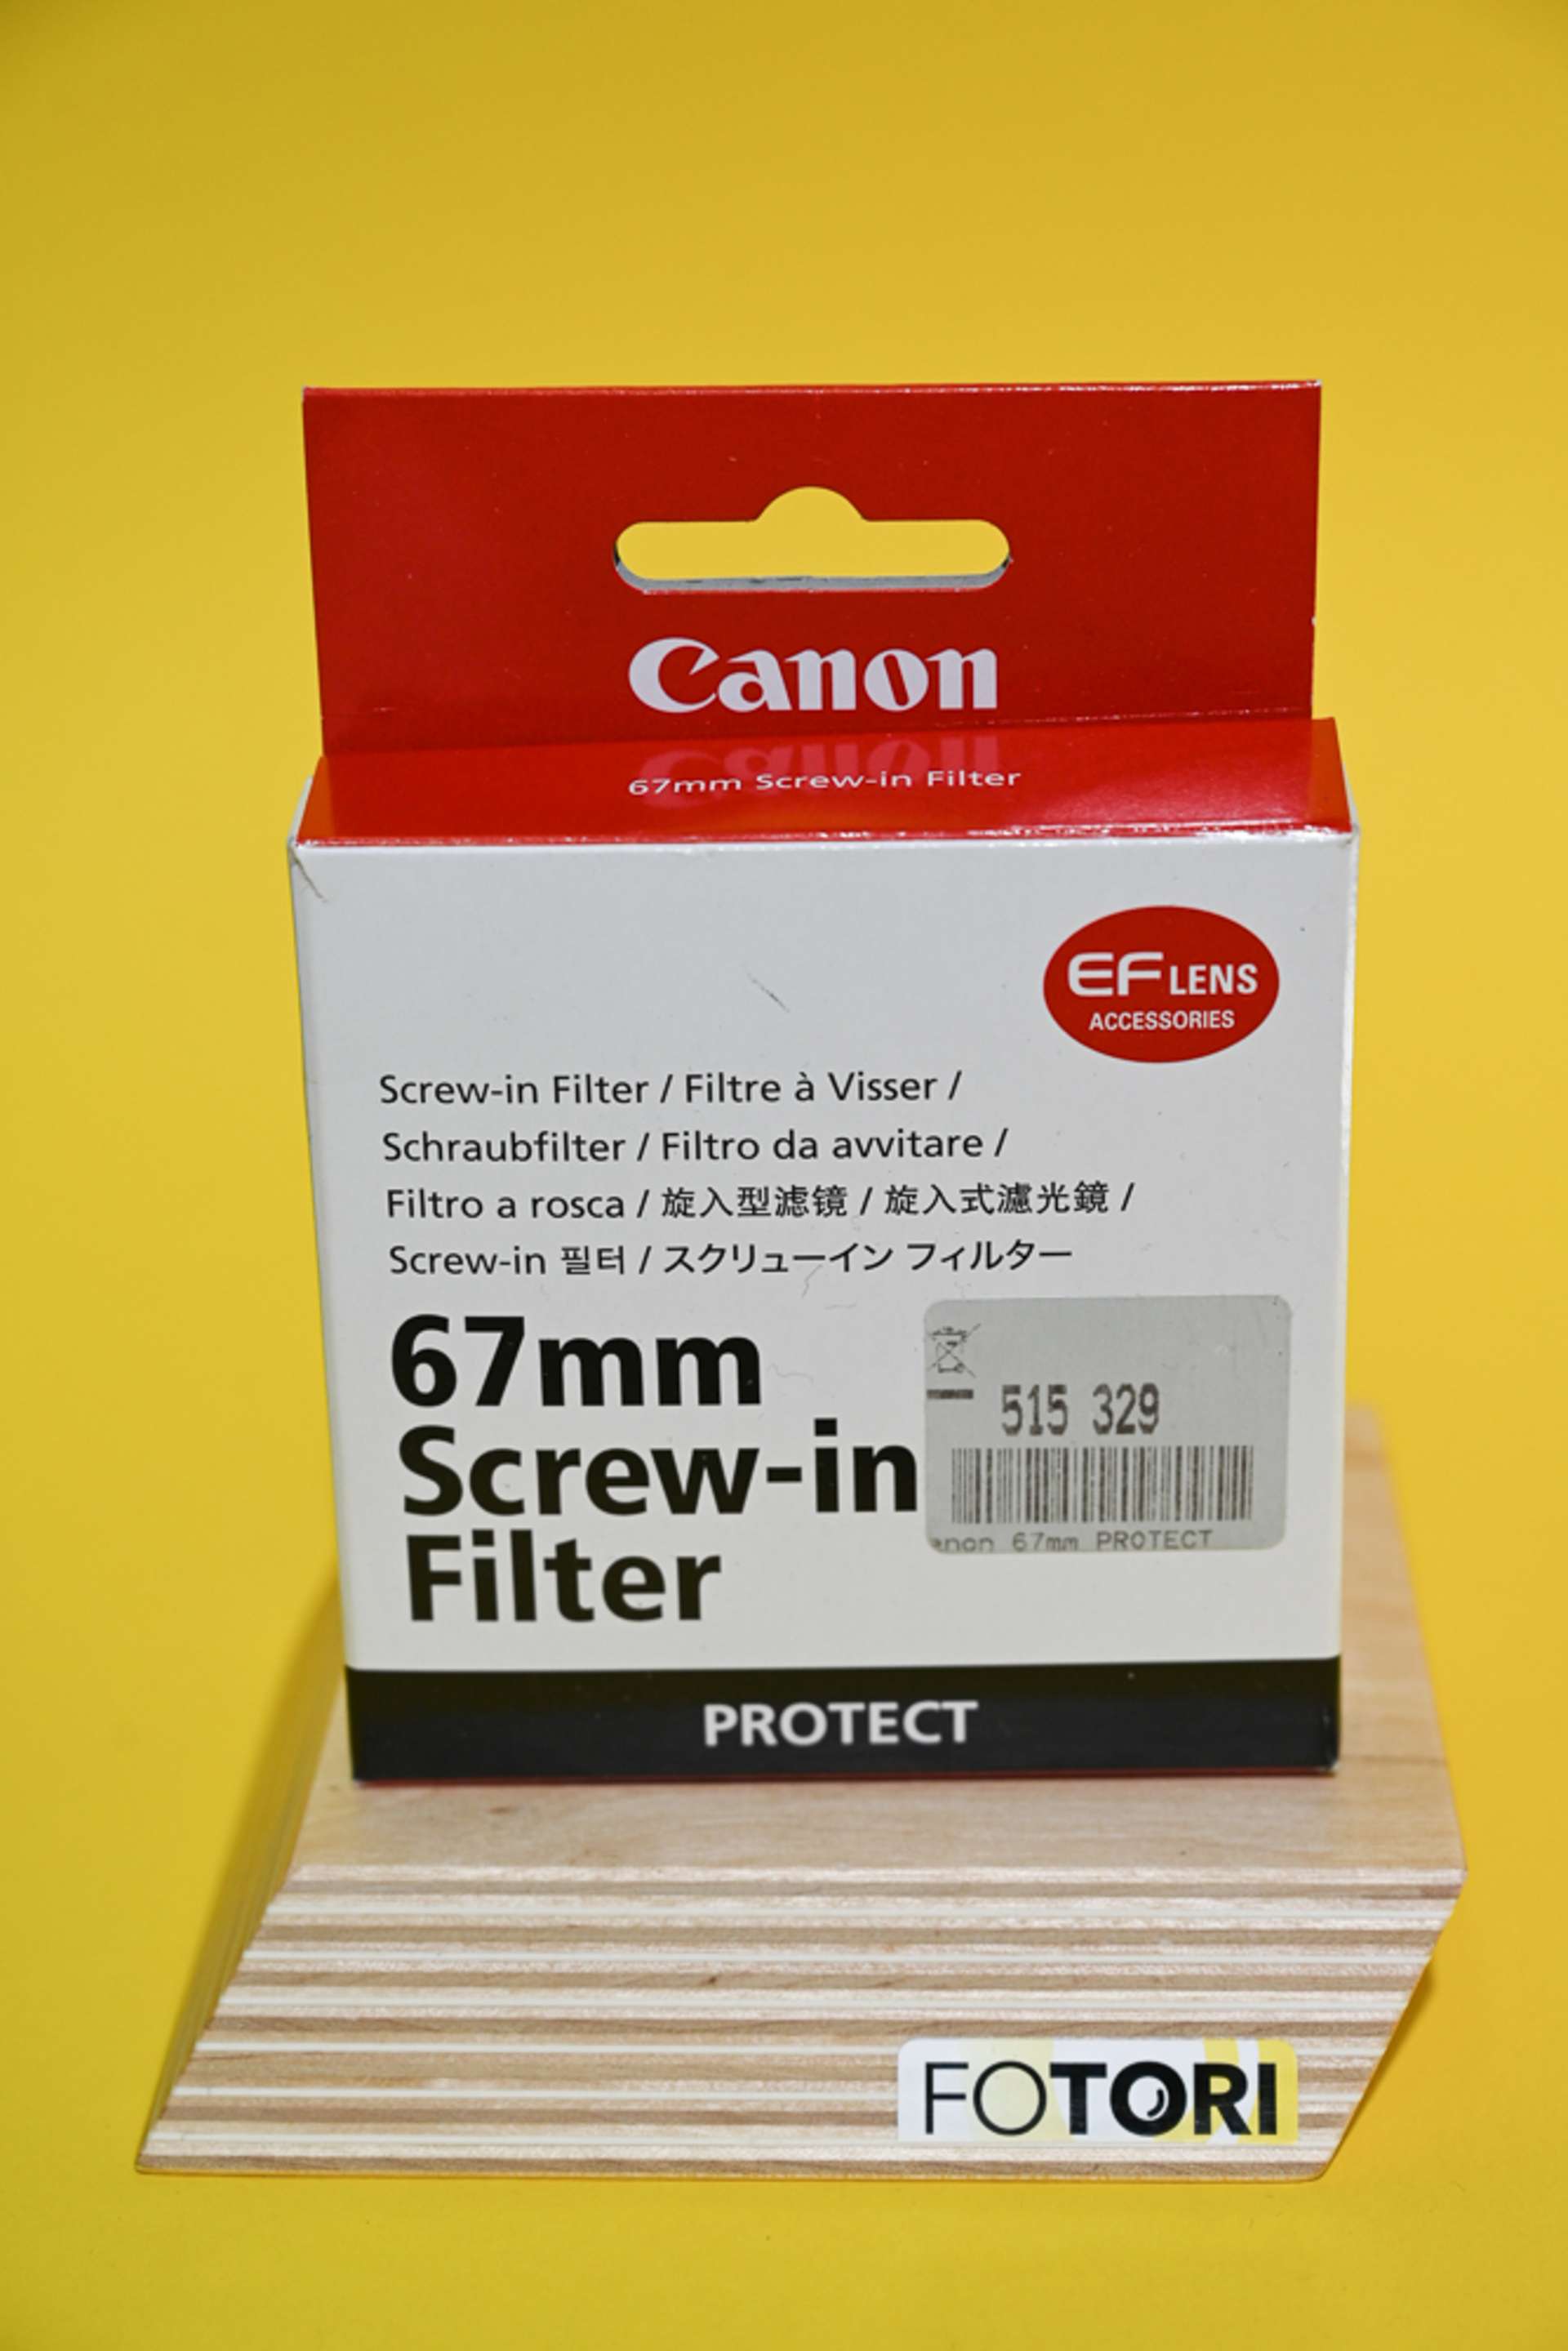 Canon
67mm Screw-in Filter
EF LENS
ACCESSORIES
Screw-in Filter / Filtre à Visser /
Schraubfilter / Filtro da avvitare /
Filtro a rosca / 旋入型滤镜 / 旋入式濾光鏡 /
Screw-in 필터 / スクリューイン フィルター
67mm
Screw-in
Filter
515 329
anon 67mm PROTECT
PROTECT
FOTORI